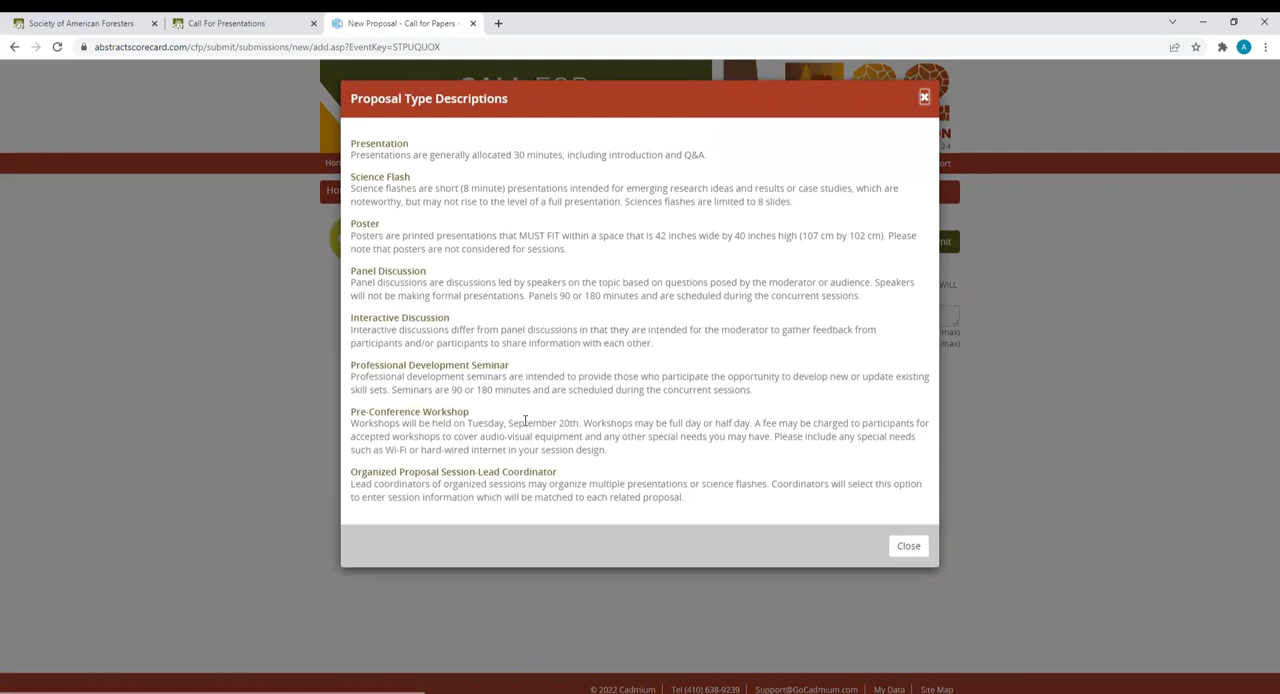 Society of American Foresters
Call For Presentations
New Proposal - Call for Papers -
abstractscorecard.com/cfp/submit/submissions/new/add.asp?EventKey=STPUQUOX
A
CALL FOR
ON
24
Hom
ort
Proposal Type Descriptions
Presentation
Presentations are generally allocated 30 minutes, including introduction and Q&A.
Science Flash
Science flashes are short (8 minute) presentations intended for emerging research ideas and results or case studies, which are
noteworthy, but may not rise to the level of a full presentation. Sciences flashes are limited to 8 slides.
Poster
Posters are printed presentations that MUST FIT within a space that is 42 inches wide by 40 inches high (107 cm by 102 cm). Please
note that posters are not considered for sessions.
Panel Discussion
Panel discussions are discussions led by speakers on the topic based on questions posed by the moderator or audience. Speakers
will not be making formal presentations. Panels 90 or 180 minutes and are scheduled during the concurrent sessions.
Interactive Discussion
Interactive discussions differ from panel discussions in that they are intended for the moderator to gather feedback from
participants and/or participants to share information with each other.
Professional Development Seminar
Professional development seminars are intended to provide those who participate the opportunity to develop new or update existing
skill sets. Seminars are 90 or 180 minutes and are scheduled during the concurrent sessions.
Pre-Conference Workshop
Workshops will be held on Tuesday, September 20th. Workshops may be full day or half day. A fee may be charged to participants for
accepted workshops to cover audio-visual equipment and any other special needs you may have. Please include any special needs
such as Wi-Fi or hard-wired internet in your session design.
Organized Proposal Session-Lead Coordinator
Lead coordinators of organized sessions may organize multiple presentations or science flashes. Coordinators will select this option
to enter session information which will be matched to each related proposal.
Close
Ho
mit
WILL
max)
max)
© 2022 Cadmium | Tel (410) 638-9239 | Support@GoCadmium.com | My Data | Site Map